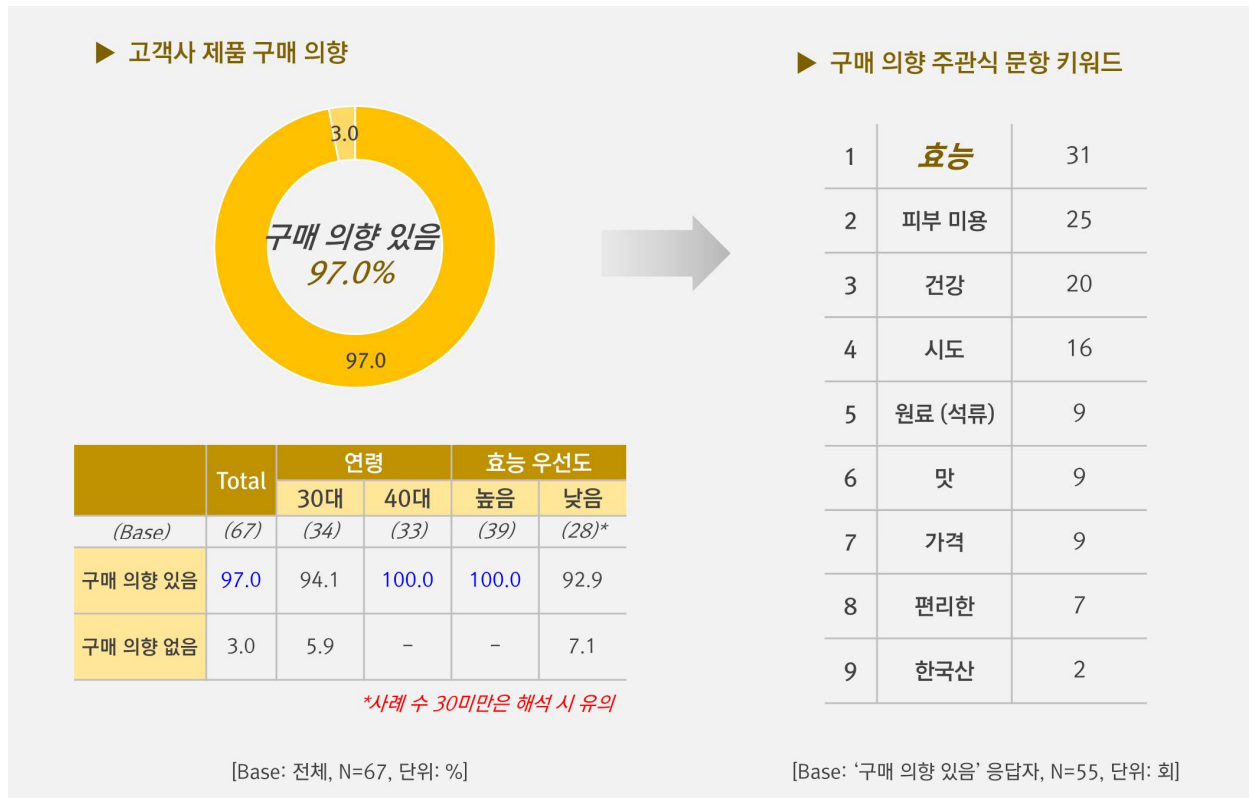 ▶ 고객사 제품 구매 의향
3.0
구매 의향 있음
97.0%
97.0
Total 연령 효능 우선도
30대 40대 높음 낮음
(Base) (67) (34) (33) (39) (28)*
구매 의향 있음 97.0 94.1 100.0 100.0 92.9
구매 의향 없음 3.0 5.9 – – 7.1
*사례 수 30미만은 해석 시 유의
[Base: 전체, N=67, 단위: %]
▶ 구매 의향 주관식 문항 키워드
1 효능 31
2 피부 미용 25
3 건강 20
4 시도 16
5 원료 (석류) 9
6 맛 9
7 가격 9
8 편리한 7
9 한국산 2
[Base: ‘구매 의향 있음’ 응답자, N=55, 단위: 회]